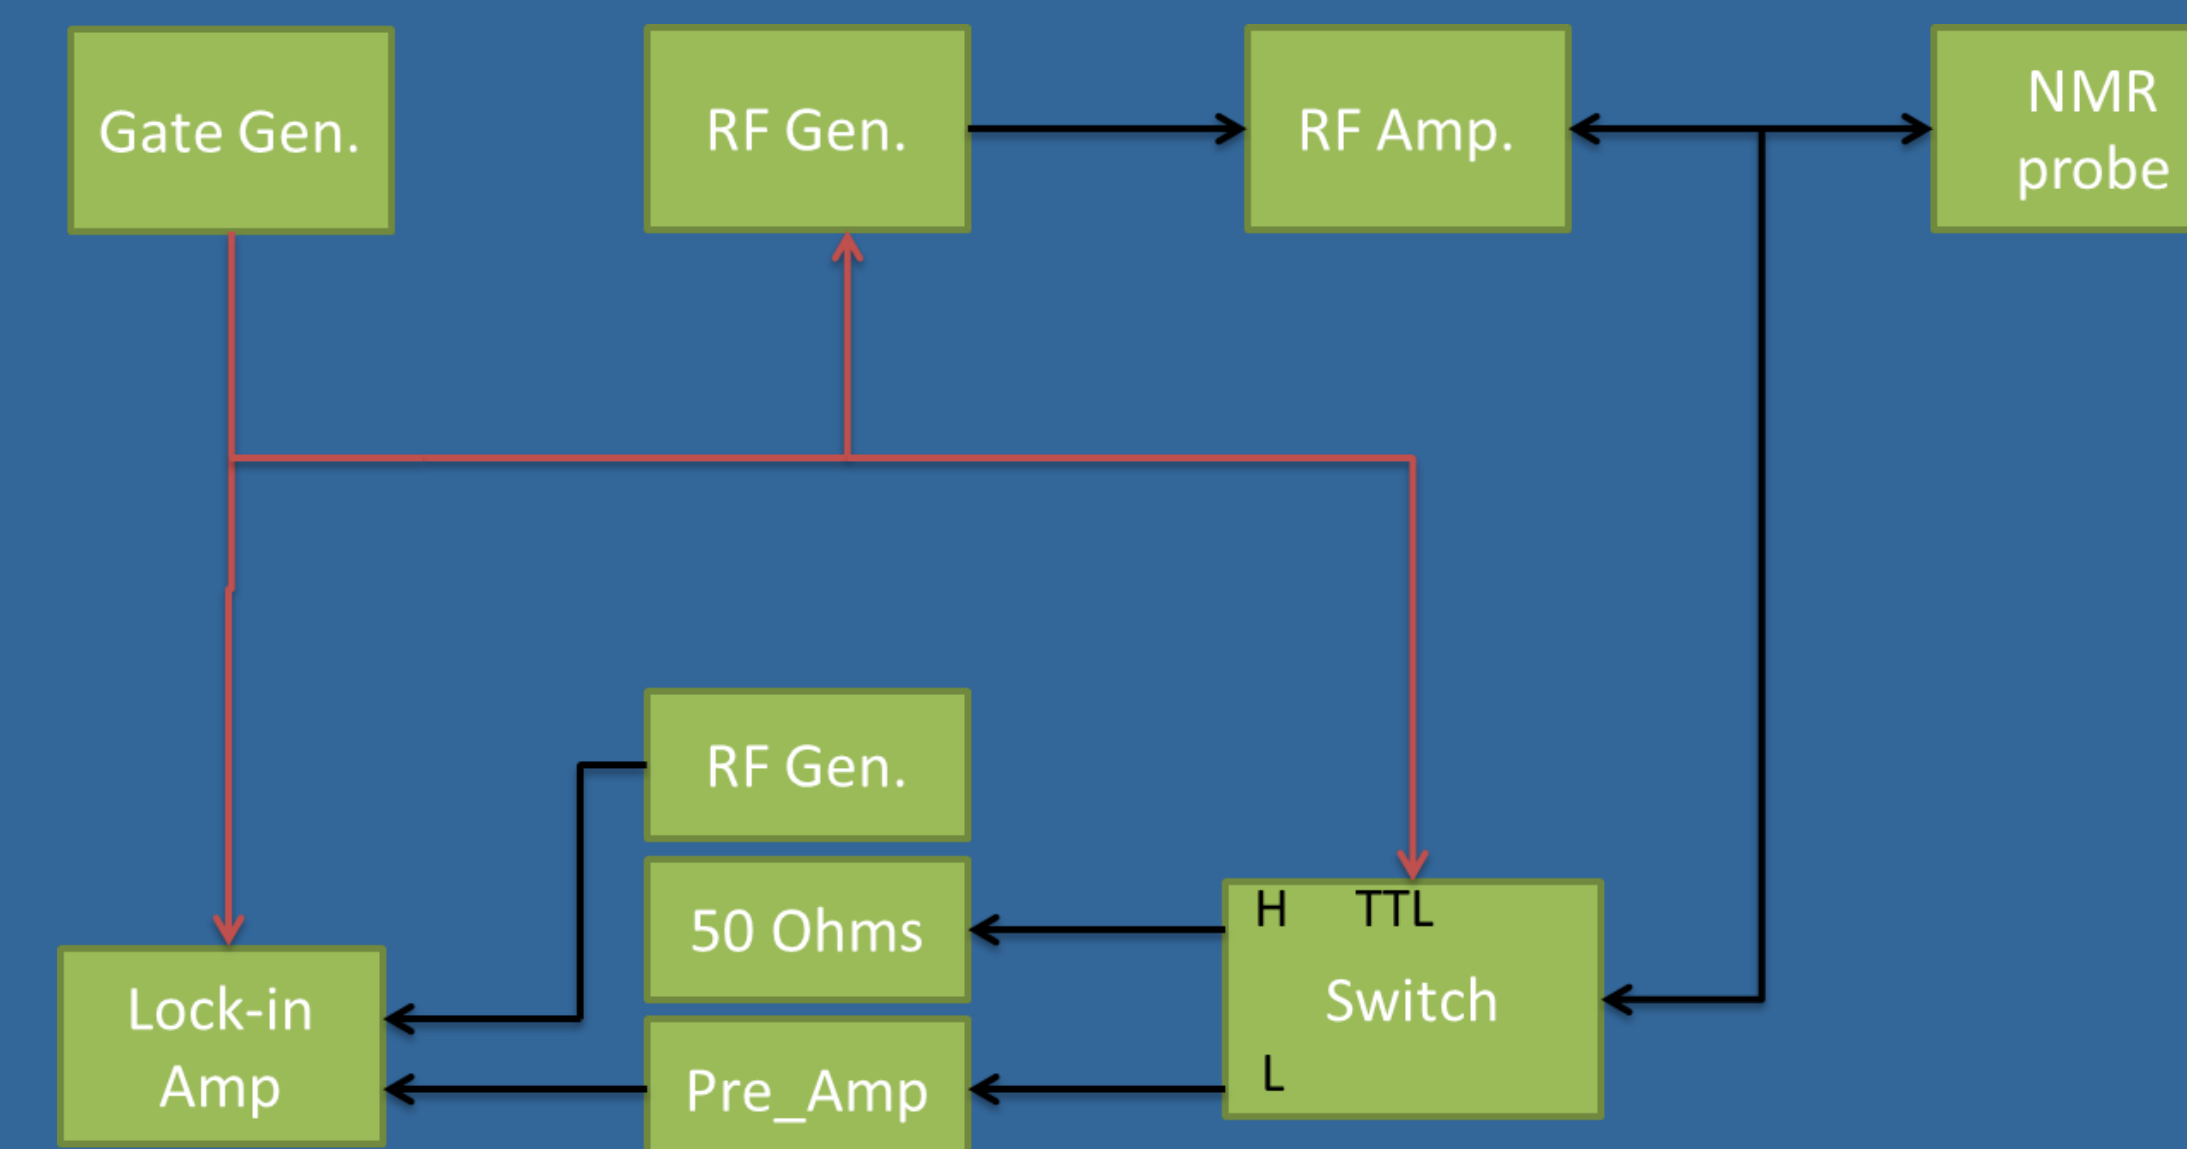 Gate Gen.
RF Gen.
RF Amp.
NMR
probe
RF Gen.
50 Ohms
H TTL
Switch
L
Lock-in
Amp
Pre_Amp